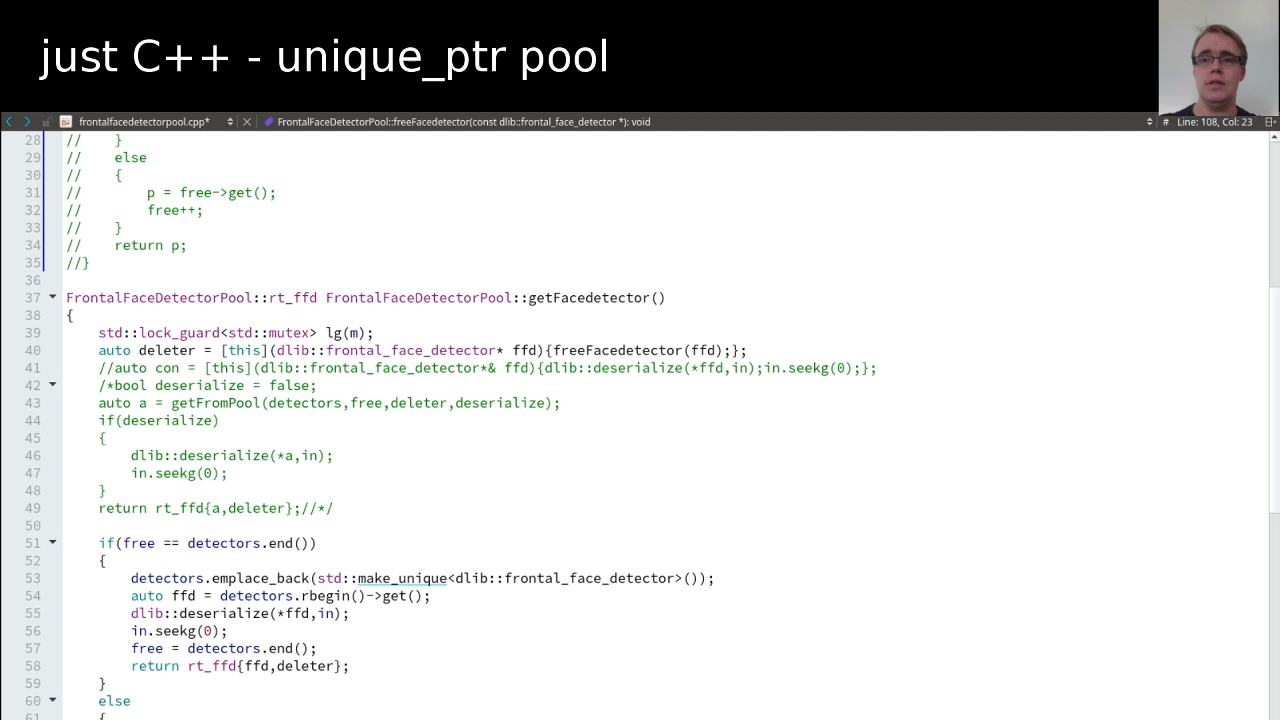 just C++ - unique_ptr pool
frontalfacedetectorpool.cpp* FrontalFaceDetectorPool::freeFacedetector(const dlib::frontal_face_detector *): void # Line: 108, Col: 23
28 //    }
29 //    else
30 //    {
31 //        p = free->get();
32 //        free++;
33 //    }
34 //    return p;
35 //}
36
37 FrontalFaceDetectorPool::rt_ffd FrontalFaceDetectorPool::getFacedetector()
38 {
39     std::lock_guard<std::mutex> lg(m);
40     auto deleter = [this](dlib::frontal_face_detector* ffd){freeFacedetector(ffd);};
41     //auto con = [this](dlib::frontal_face_detector*& ffd){dlib::deserialize(*ffd,in);in.seekg(0);};
42     /*bool deserialize = false;
43     auto a = getFromPool(detectors,free,deleter,deserialize);
44     if(deserialize)
45     {
46         dlib::deserialize(*a,in);
47         in.seekg(0);
48     }
49     return rt_ffd{a,deleter};//*/
50
51     if(free == detectors.end())
52     {
53         detectors.emplace_back(std::make_unique<dlib::frontal_face_detector>());
54         auto ffd = detectors.rbegin()->get();
55         dlib::deserialize(*ffd,in);
56         in.seekg(0);
57         free = detectors.end();
58         return rt_ffd{ffd,deleter};
59     }
60     else
61     {